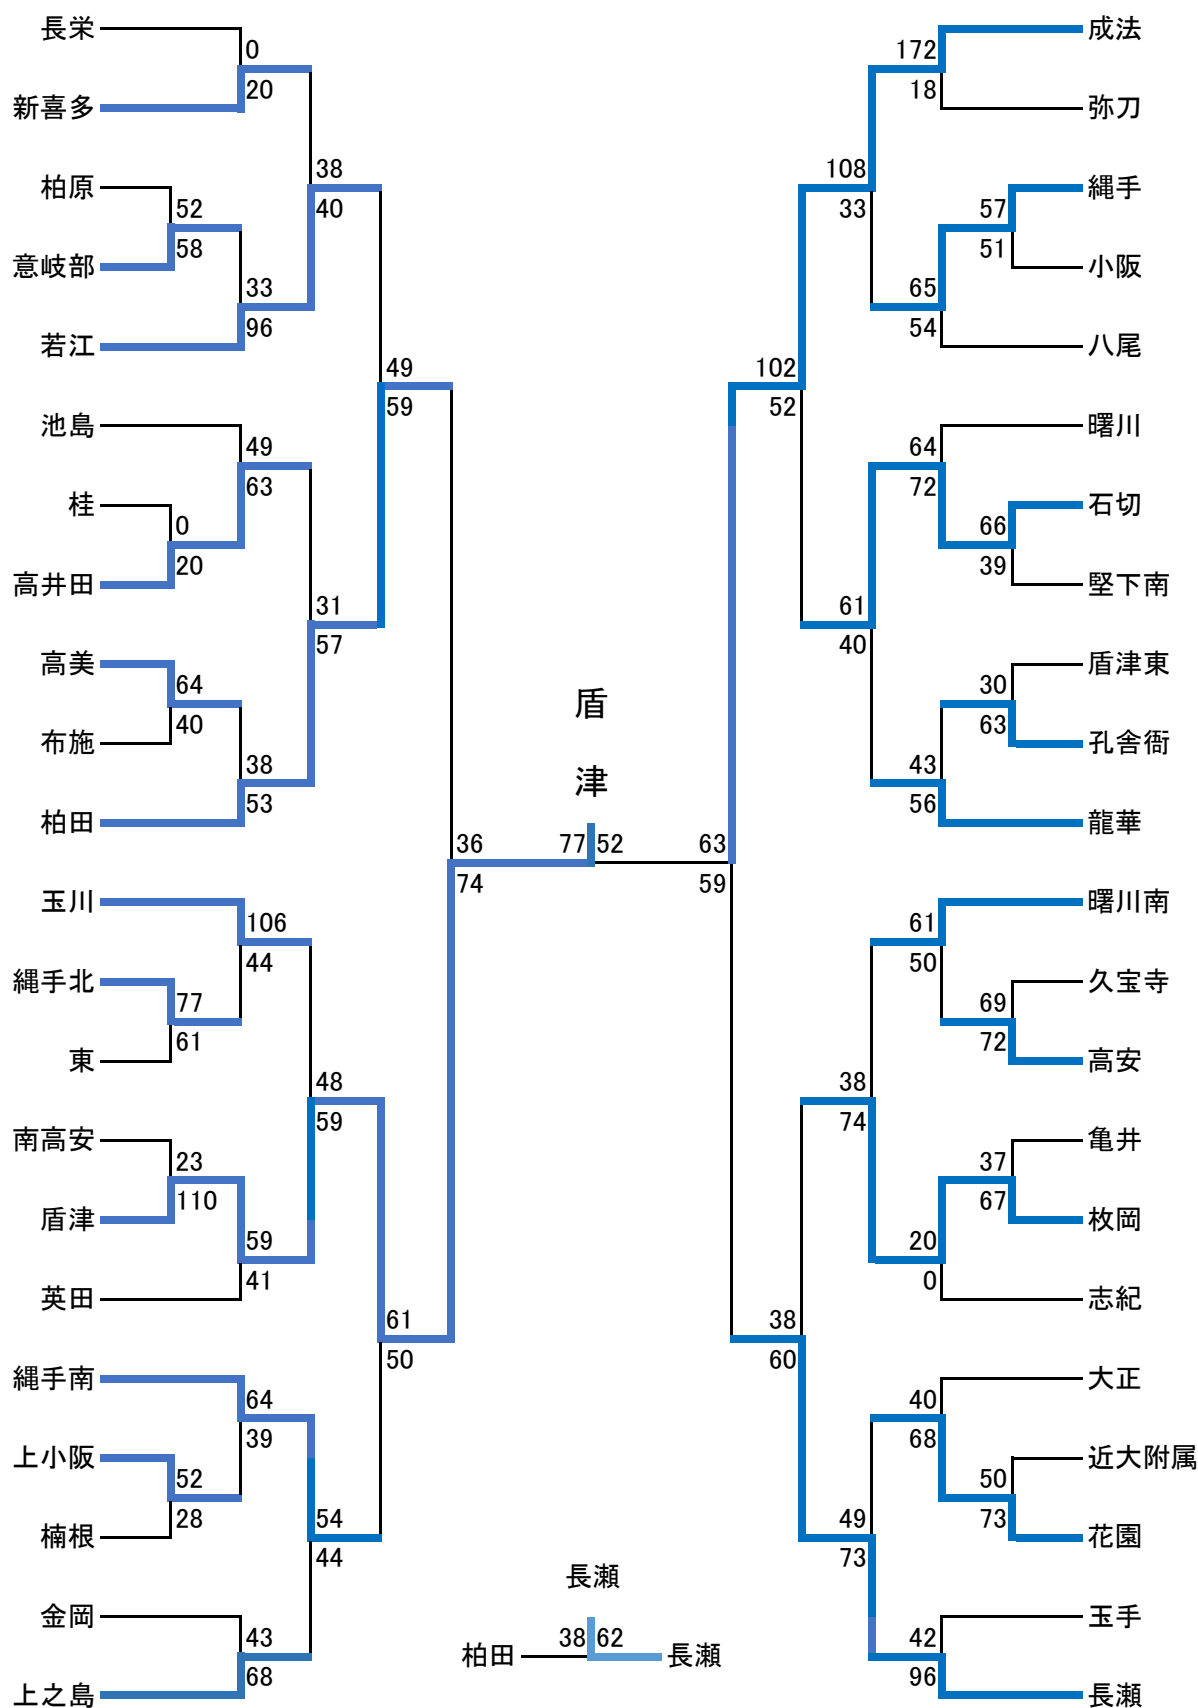 長栄
0
20
新喜多
柏原
52
58
意岐部
38
40
33
96
若江
49
59
池島
49
63
桂
0
20
高井田
31
57
高美
64
40
布施
38
53
柏田
36
74
玉川
106
44
縄手北
77
61
東
48
59
南高安
23
110
盾津
59
41
英田
61
50
縄手南
64
39
上小阪
52
28
楠根
54
44
金岡
43
68
上之島
盾
津
77 52
長瀬
柏田 38 62 長瀬
成法
172
18
弥刀
108
33
縄手
57
51
小阪
65
54
八尾
102
52
曙川
64
72
石切
66
39
堅下南
61
40
盾津東
30
63
孔舎衙
43
56
龍華
63
59
曙川南
61
50
久宝寺
69
72
高安
38
74
亀井
37
67
枚岡
20
0
志紀
38
60
大正
40
68
近大附属
50
73
花園
49
73
玉手
42
96
長瀬